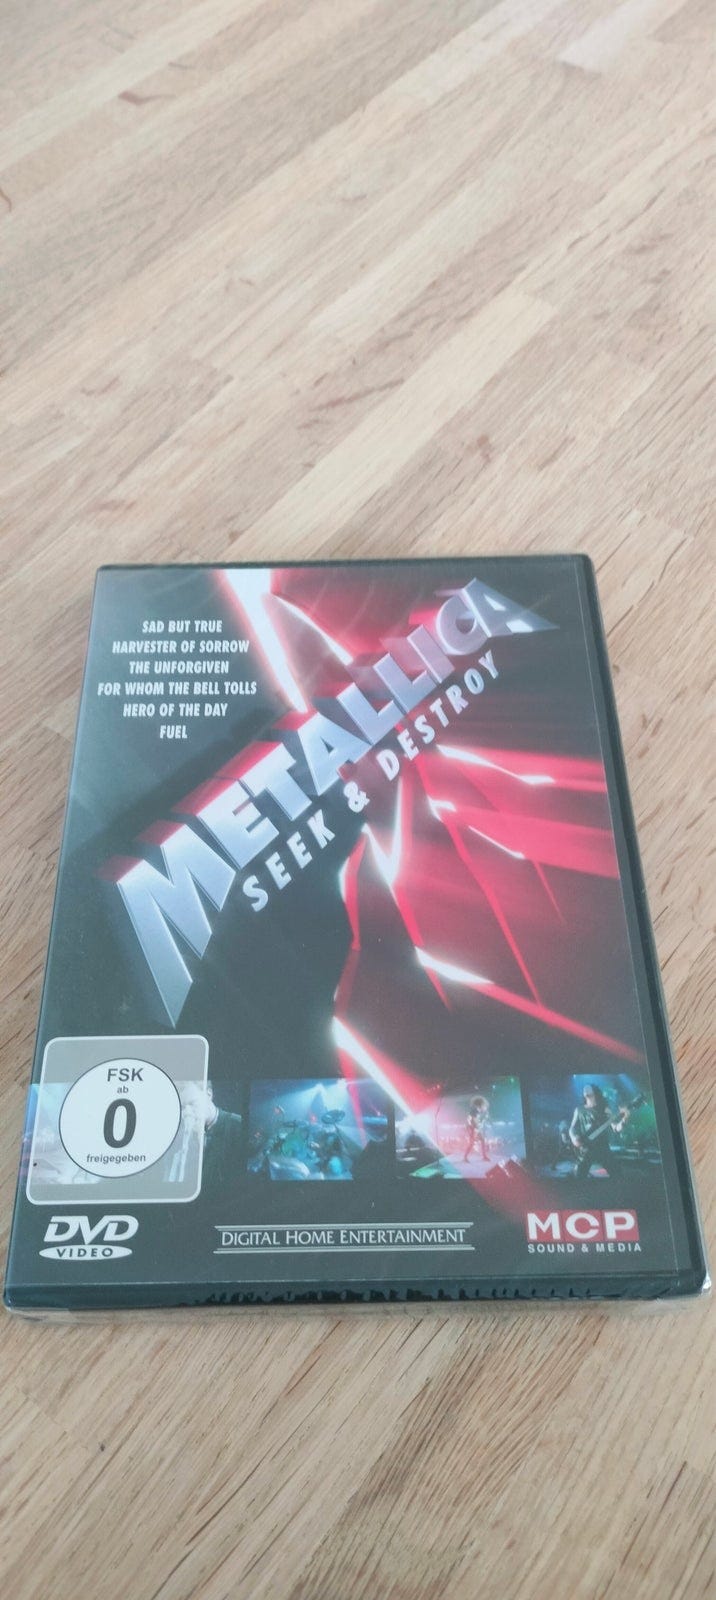 SAD BUT TRUE
HARVESTER OF SORROW
THE UNFORGIVEN
FOR WHOM THE BELL TOLLS
HERO OF THE DAY
FUEL
METALLICA
SEEK & DESTROY
FSK
ab
0
freigegeben
DVD
VIDEO
DIGITAL HOME ENTERTAINMENT
MCP
SOUND & MEDIA